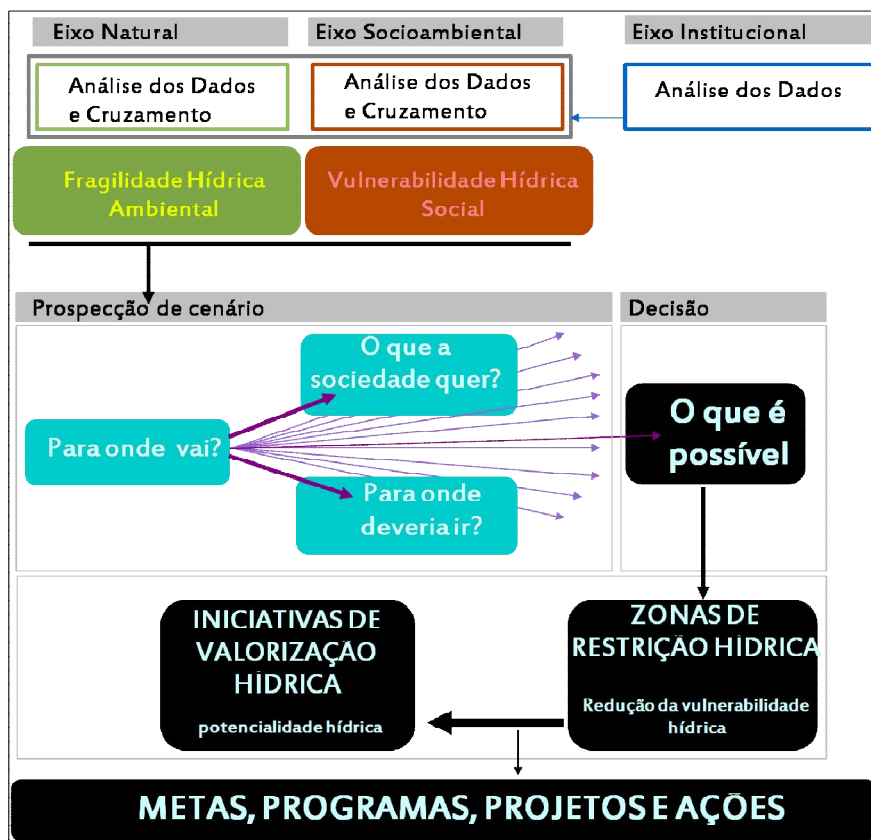 Eixo Natural
Eixo Socioambiental
Eixo Institucional
Análise dos Dados
e Cruzamento
Análise dos Dados
e Cruzamento
Análise dos Dados
Fragilidade Hídrica
Ambiental
Vulnerabilidade Hídrica
Social
Prospecção de cenário
Decisão
O que a
sociedade quer?
Para onde vai?
Para onde
deveria ir?
O que é
possível
INICIATIVAS DE
VALORIZAÇÃO
HÍDRICA
potencialidade hídrica
ZONAS DE
RESTRIÇÃO HÍDRICA
Redução da vulnerabilidade
hídrica
METAS, PROGRAMAS, PROJETOS E AÇÕES